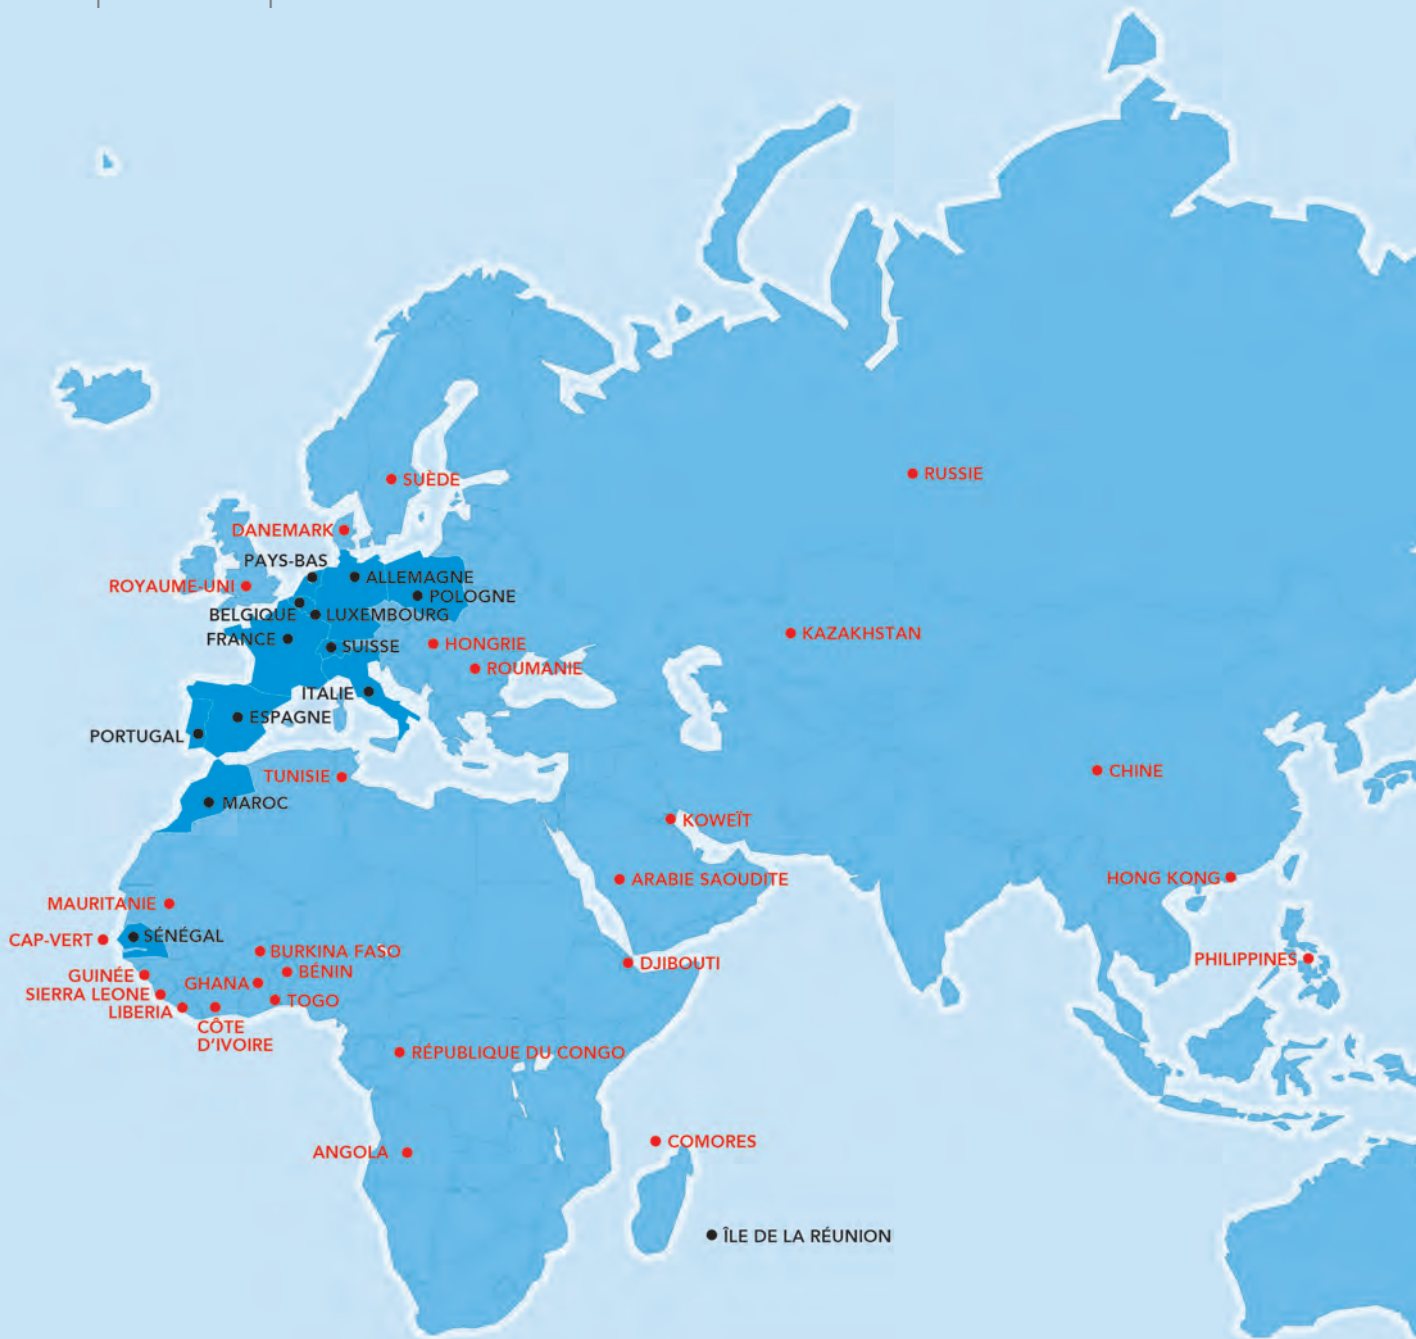 SUÈDE
RUSSIE
DANEMARK
PAYS-BAS
ALLEMAGNE
ROYAUME-UNI
POLOGNE
BELGIQUE
LUXEMBOURG
KAZAKHSTAN
FRANCE
SUISSE
HONGRIE
ROUMANIE
ITALIE
ESPAGNE
PORTUGAL
CHINE
TUNISIE
MAROC
KOWEÏT
HONG KONG
ARABIE SAOUDITE
MAURITANIE
SÉNÉGAL
CAP-VERT
BURKINA FASO
PHILIPPINES
DJIBOUTI
BÉNIN
GUINÉE
GHANA
SIERRA LEONE
TOGO
LIBERIA
CÔTE
D'IVOIRE
RÉPUBLIQUE DU CONGO
COMORES
ANGOLA
ÎLE DE LA RÉUNION